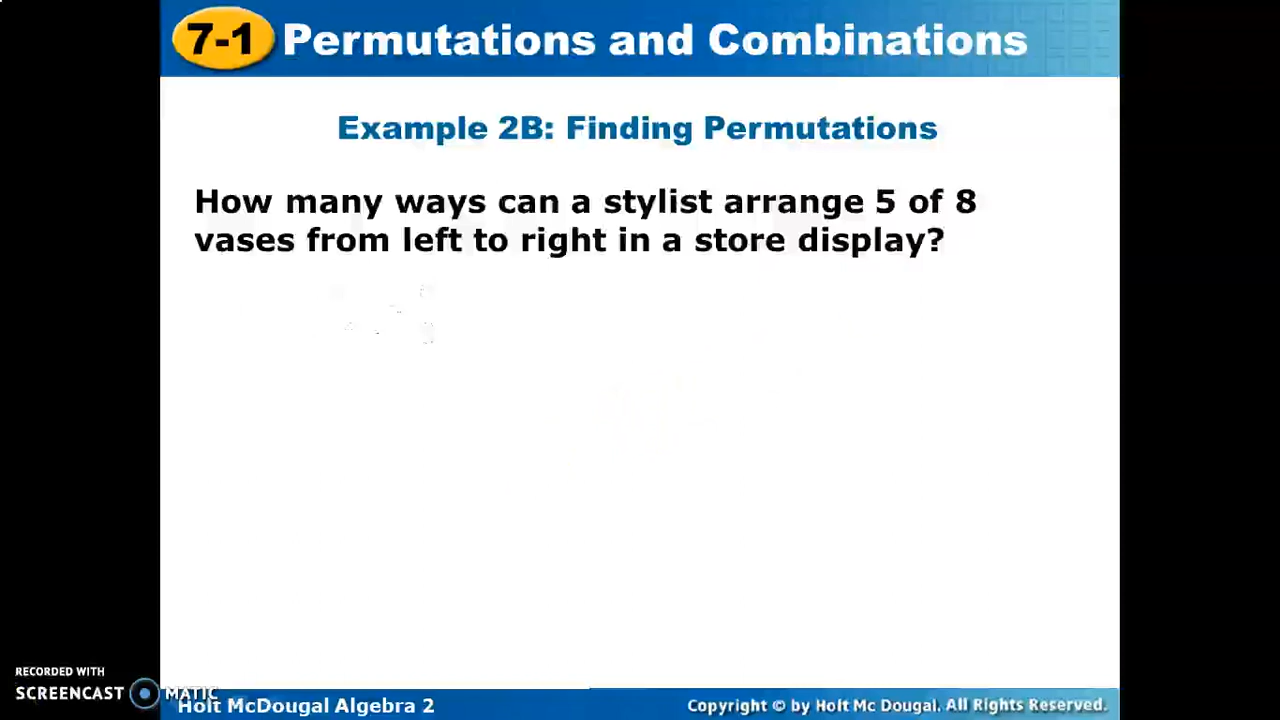 7-1 Permutations and Combinations
Example 2B: Finding Permutations
How many ways can a stylist arrange 5 of 8
vases from left to right in a store display?
RECORDED WITH
SCREENCAST MATIC
Holt McDougal Algebra 2
Copyright © by Holt Mc Dougal. All Rights Reserved.